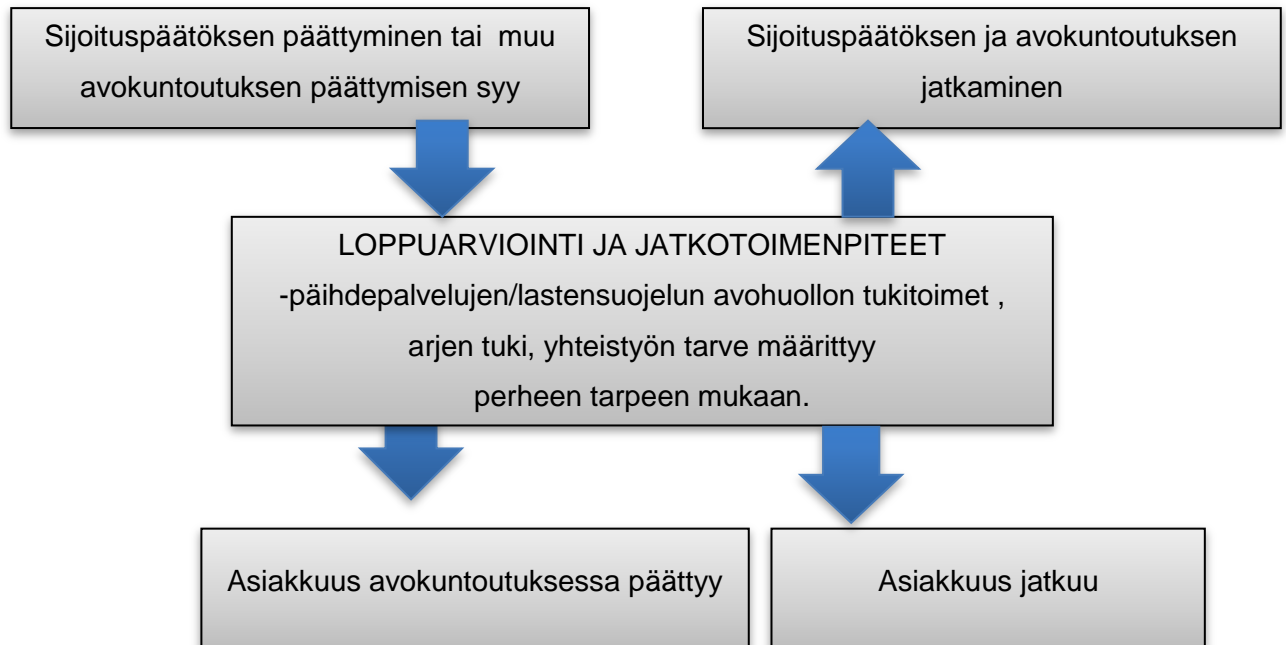 Sijoituspäätöksen päättyminen tai muu
avokuntoutuksen päättymisen syy
Sijoituspäätöksen ja avokuntoutuksen
jatkaminen
LOPPUARVIOINTI JA JATKOTOIMENPITEET
-päihdepalvelujen/lastensuojelun avohuollon tukitoimet ,
arjen tuki, yhteistyön tarve määrittyy
perheen tarpeen mukaan.
Asiakkuus avokuntoutuksessa päättyy
Asiakkuus jatkuu